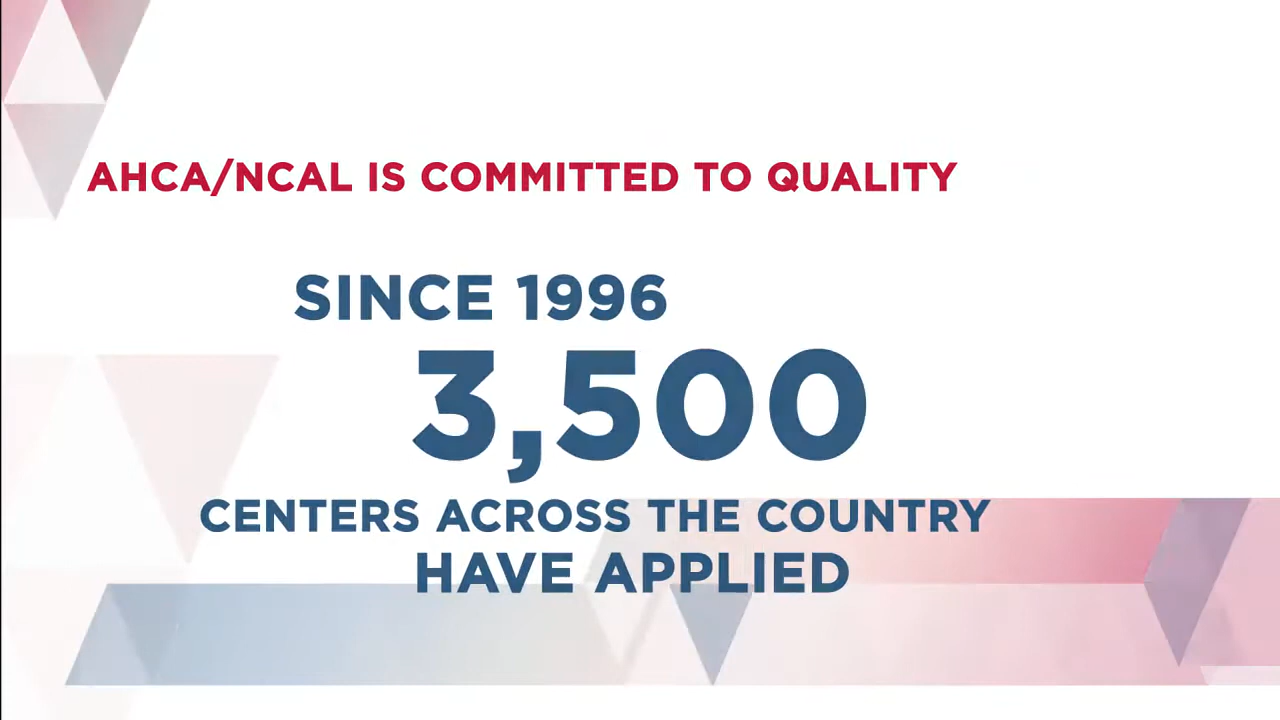 AHCA/NCAL IS COMMITTED TO QUALITY
SINCE 1996
3,500
CENTERS ACROSS THE COUNTRY
HAVE APPLIED